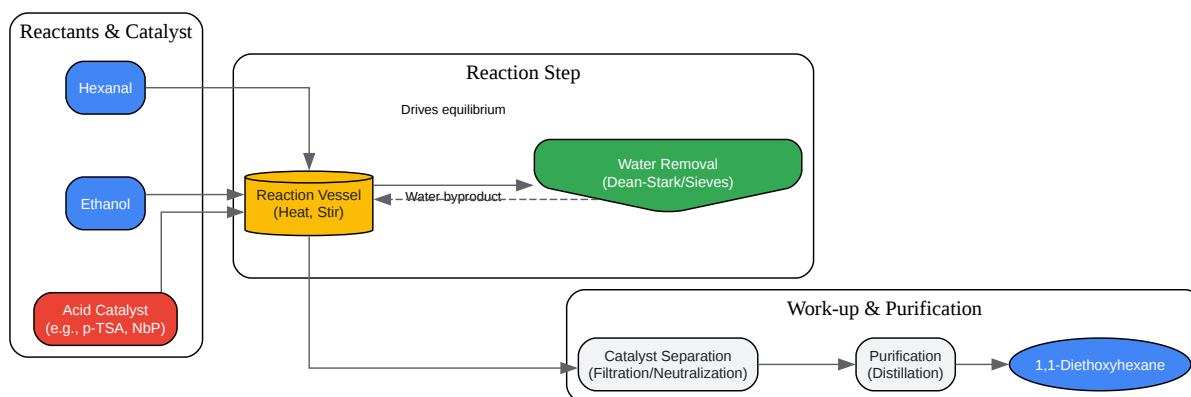 Reactants & Catalyst
Hexanal
Ethanol
Acid Catalyst
(e.g., p-TSA, NbP)
Reaction Step
Drives equilibrium
Reaction Vessel
(Heat, Stir)
Water byproduct
Water Removal
(Dean-Stark/Sieves)
Work-up & Purification
Catalyst Separation
(Filtration/Neutralization)
Purification
(Distillation)
1,1-Diethoxyhexane